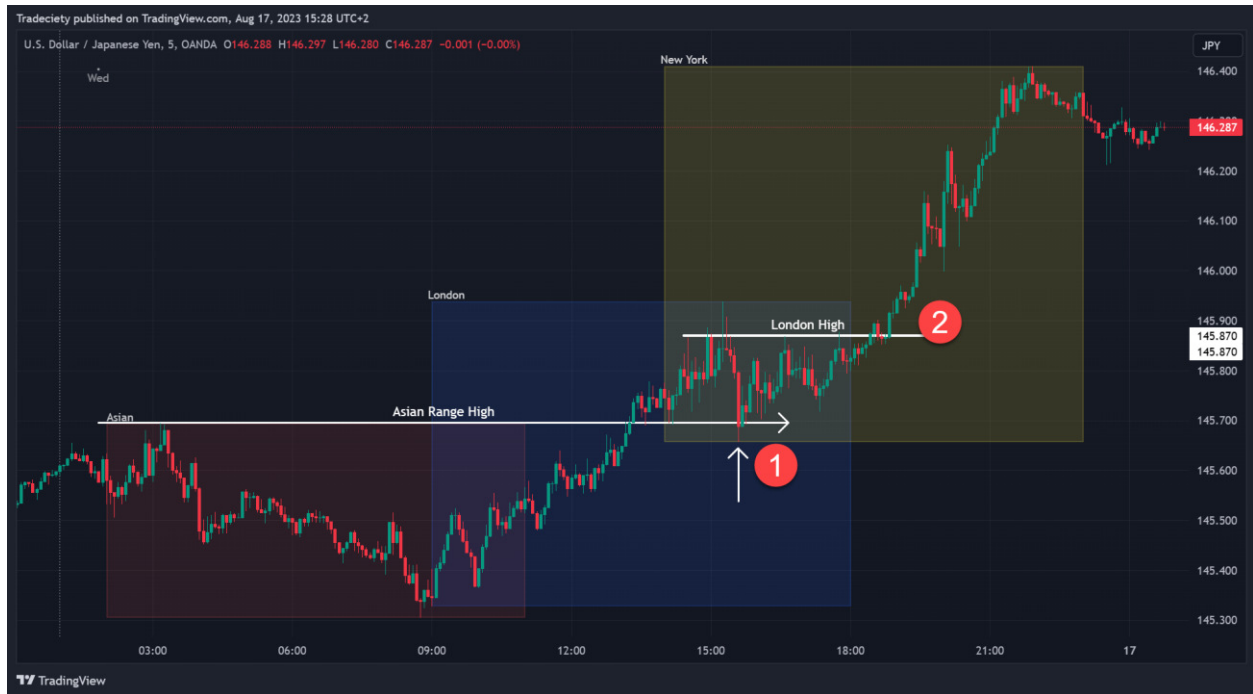 Tradeciety published on TradingView.com, Aug 17, 2023 15:28 UTC+2
U.S. Dollar / Japanese Yen, 5, OANDA O146.288 H146.297 L146.280 C146.287 -0.001 (-0.00%)
JPY
Wed
New York
146.400
146.287
146.200
146.100
146.000
London
145.900
London High
2
145.870
145.870
145.800
Asian
Asian Range High
145.700
1
145.600
145.500
145.400
145.300
03:00 06:00 09:00 12:00 15:00 18:00 21:00 17
TradingView